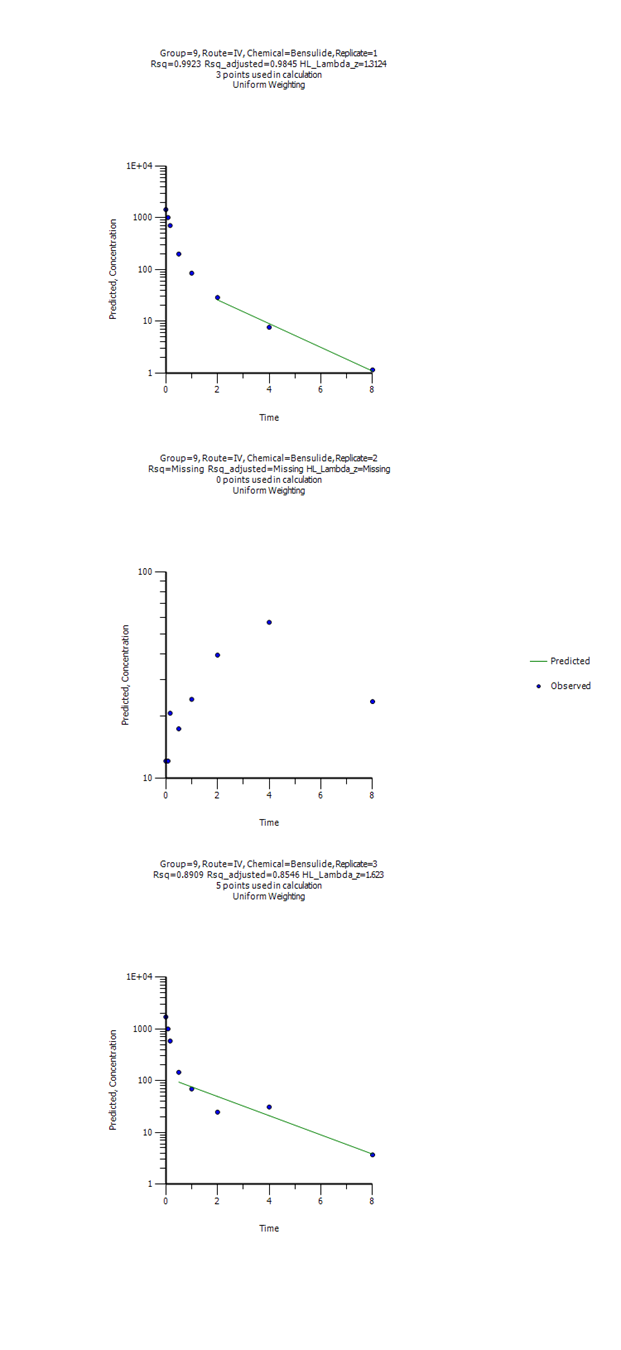 Group=9, Route=IV, Chemical=Bensulide, Replicate=1
Rsq=0.9923 Rsq_adjusted=0.9845 HL_Lambda_z=1.3124
3 points used in calculation
Uniform Weighting
1E+04
1000
100
10
1
Predicted, Concentration
0 2 4 6 8
Time
Group=9, Route=IV, Chemical=Bensulide, Replicate=2
Rsq=Missing Rsq_adjusted=Missing HL_Lambda_z=Missing
0 points used in calculation
Uniform Weighting
100
10
Predicted, Concentration
0 2 4 6 8
Time
Predicted
Observed
Group=9, Route=IV, Chemical=Bensulide, Replicate=3
Rsq=0.8909 Rsq_adjusted=0.8546 HL_Lambda_z=1.623
5 points used in calculation
Uniform Weighting
1E+04
1000
100
10
1
Predicted, Concentration
0 2 4 6 8
Time